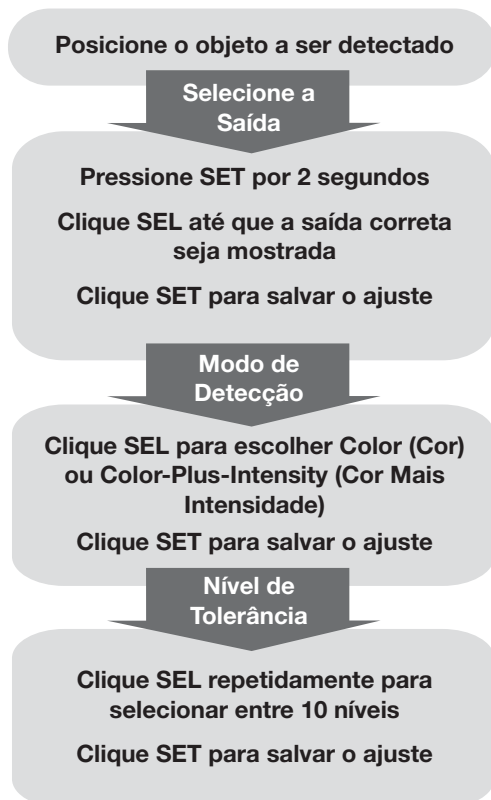 Posicione o objeto a ser detectado
Selecione a
Saída
Pressione SET por 2 segundos
Clique SEL até que a saída correta
seja mostrada
Clique SET para salvar o ajuste
Modo de
Detecção
Clique SEL para escolher Color (Cor)
ou Color-Plus-Intensity (Cor Mais
Intensidade)
Clique SET para salvar o ajuste
Nível de
Tolerância
Clique SEL repetidamente para
selecionar entre 10 níveis
Clique SET para salvar o ajuste